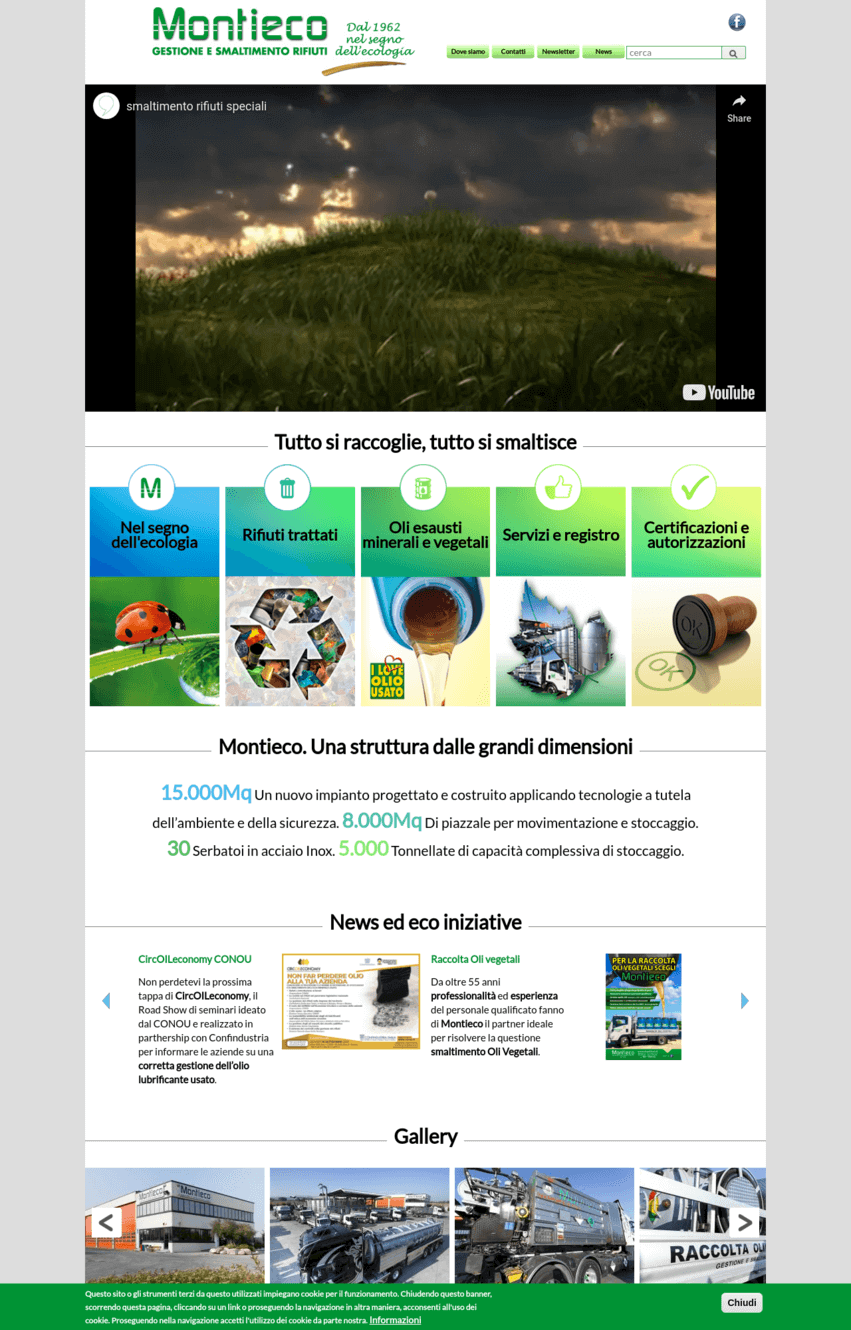 Montieco
GESTIONE E SMALTIMENTO RIFIUTI
Dal 1962
nel segno
dell'ecologia
Dove siamo
Contatti
Newsletter
News
cerca
smaltimento rifiuti speciali
Share
YouTube
Tutto si raccoglie, tutto si smaltisce
M
Nel segno
dell'ecologia
Rifiuti trattati
Oli esausti
minerali e vegetali
Servizi e registro
Certificazioni e
autorizzazioni
I LOVE
OLIO
USATO
OK
OK
Montieco. Una struttura dalle grandi dimensioni
15.000Mq Un nuovo impianto progettato e costruito applicando tecnologie a tutela
dell'ambiente e della sicurezza. 8.000Mq Di piazzale per movimentazione e stoccaggio.
30 Serbatoi in acciaio Inox. 5.000 Tonnellate di capacità complessiva di stoccaggio.
News ed eco iniziative
CircOILeconomy CONOU
Non perdetevi la prossima
tappa di CircOILeconomy, il
Road Show di seminari ideato
dal CONOU e realizzato in
parthership con Confindustria
per informare le aziende su una
corretta gestione dell'olio
lubrificante usato.
NON FAR PERDERE OLIO
ALLA TUA AZIENDA
Raccolta Oli vegetali
Da oltre 55 anni
professionalità ed esperienza
del personale qualificato fanno
di Montieco il partner ideale
per risolvere la questione
smaltimento Oli Vegetali.
PER LA RACCOLTA
OLI VEGETALI SCEGLI
Montieco
Montieco
Gallery
Montieco
RACCOLTA OLI
GESTIONE E
Questo sito o gli strumenti terzi da questo utilizzati impiegano cookie per il funzionamento. Chiudendo questo banner,
scorrendo questa pagina, cliccando su un link o proseguendo la navigazione in altra maniera, acconsenti all'uso dei
cookie. Proseguendo nella navigazione accetti l'utilizzo dei cookie da parte nostra. Informazioni
Chiudi